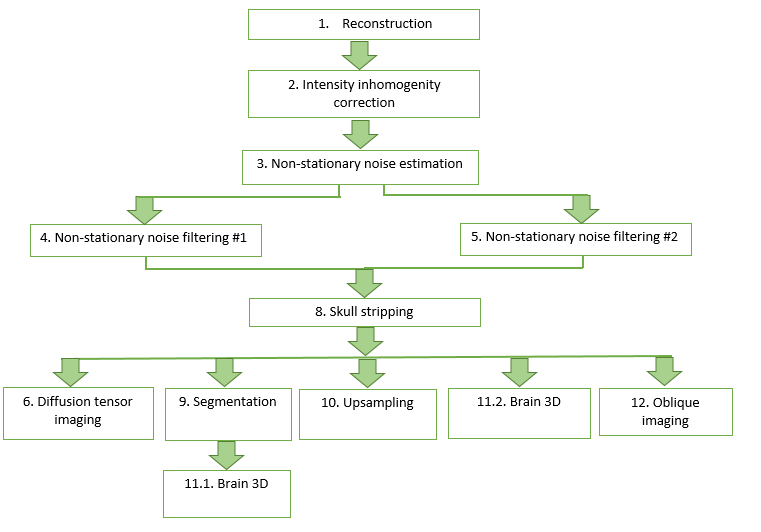 1. Reconstruction
2. Intensity inhomogenity
correction
3. Non-stationary noise estimation
4. Non-stationary noise filtering #1
5. Non-stationary noise filtering #2
8. Skull stripping
6. Diffusion tensor
imaging
9. Segmentation
10. Upsampling
11.2. Brain 3D
12. Oblique
imaging
11.1. Brain 3D